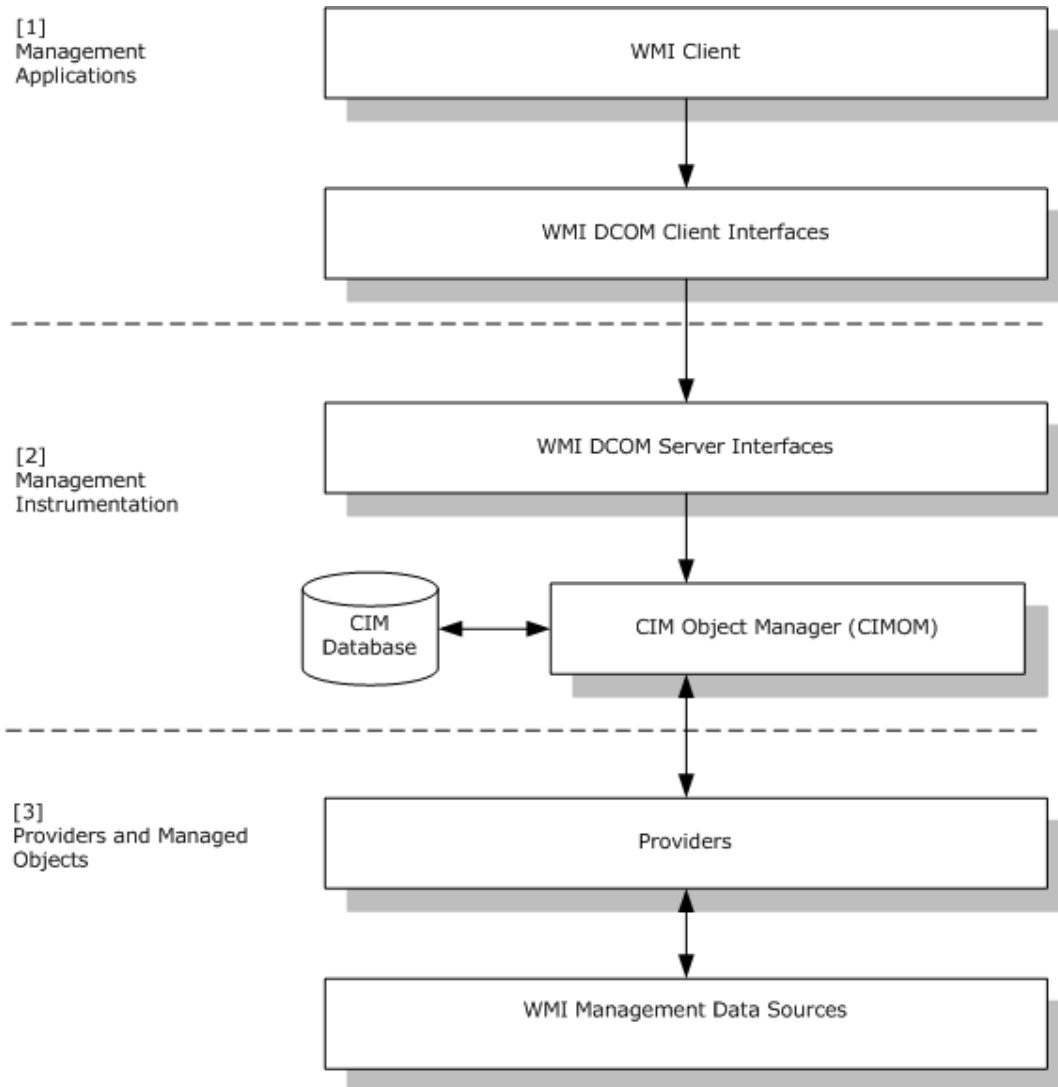 [1]
Management
Applications
WMI Client
WMI DCOM Client Interfaces
WMI DCOM Server Interfaces
[2]
Management
Instrumentation
CIM
Database
CIM Object Manager (CIMOM)
[3]
Providers and Managed
Objects
Providers
WMI Management Data Sources